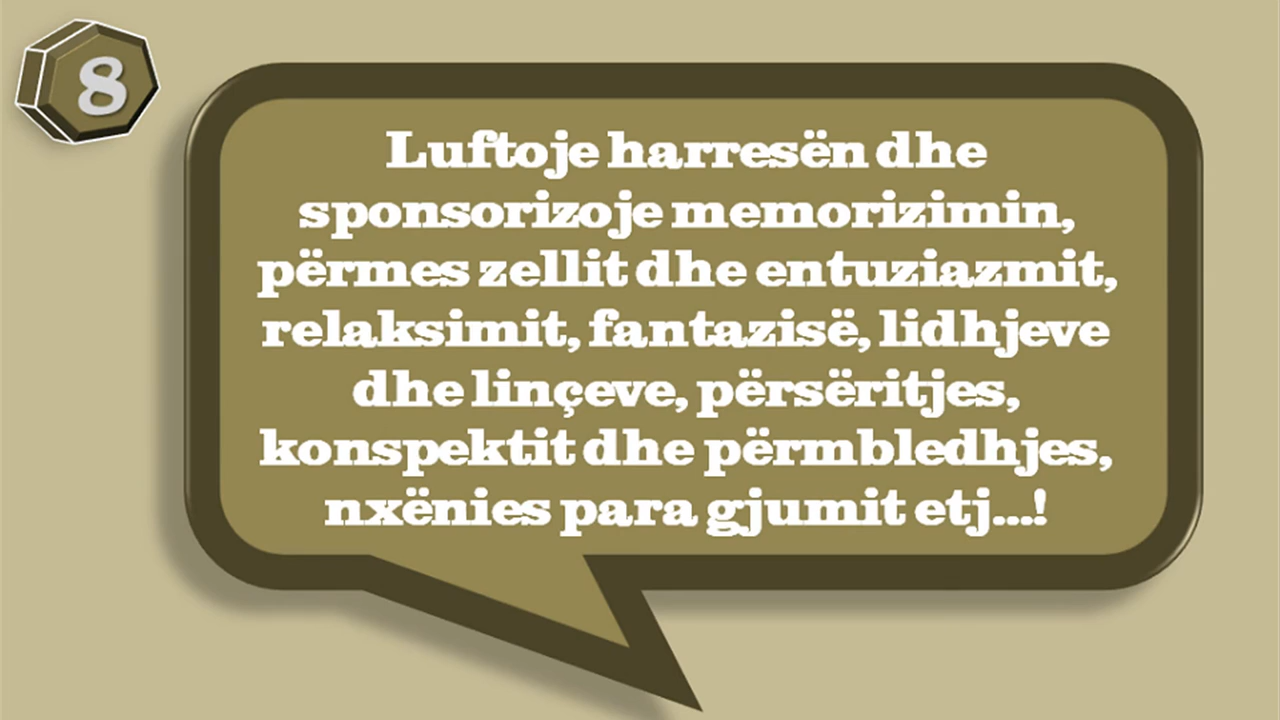 8
Luftoje harresën dhe
sponsorizoje memorizimin,
përmes zellit dhe entuziazmit,
relaksimit, fantazisë, lidhjeve
dhe linçeve, përsëritjes,
konspektit dhe përmbledhjes,
nxënies para gjumit etj...!